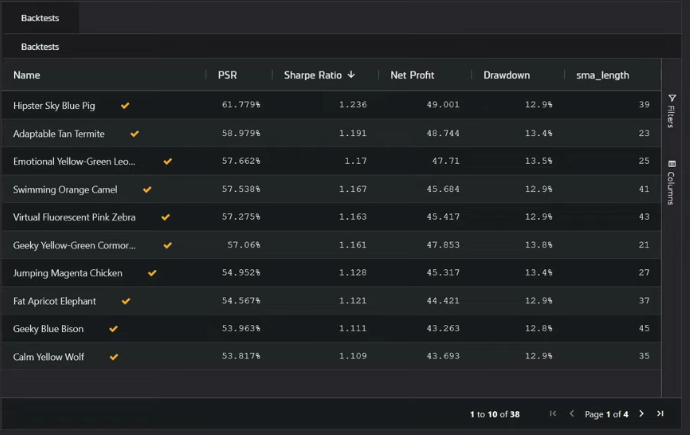 Backtests
Backtests
Name PSR Sharpe Ratio ↓ Net Profit Drawdown sma_length
Hipster Sky Blue Pig ✔ 61.779% 1.236 49.001 12.9% 39
Adaptable Tan Termite ✔ 58.979% 1.191 48.744 13.4% 23
Emotional Yellow-Green Leo... ✔ 57.662% 1.17 47.71 13.5% 25
Swimming Orange Camel ✔ 57.538% 1.167 45.684 12.9% 41
Virtual Fluorescent Pink Zebra ✔ 57.275% 1.163 45.417 12.9% 43
Geeky Yellow-Green Cormor... ✔ 57.06% 1.161 47.853 13.8% 21
Jumping Magenta Chicken ✔ 54.952% 1.128 45.317 13.4% 27
Fat Apricot Elephant ✔ 54.567% 1.121 44.421 12.9% 37
Geeky Blue Bison ✔ 53.963% 1.111 43.263 12.8% 45
Calm Yellow Wolf ✔ 53.817% 1.109 43.693 12.9% 35
Filters
Columns
1 to 10 of 38 Page 1 of 4